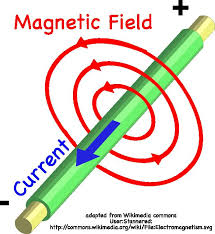 +
Magnetic Field
Current
-
adapted from Wikimedia commons
User:Stannered:
http://commons.wikimedia.org/wiki/File:Electromagnetism.svg